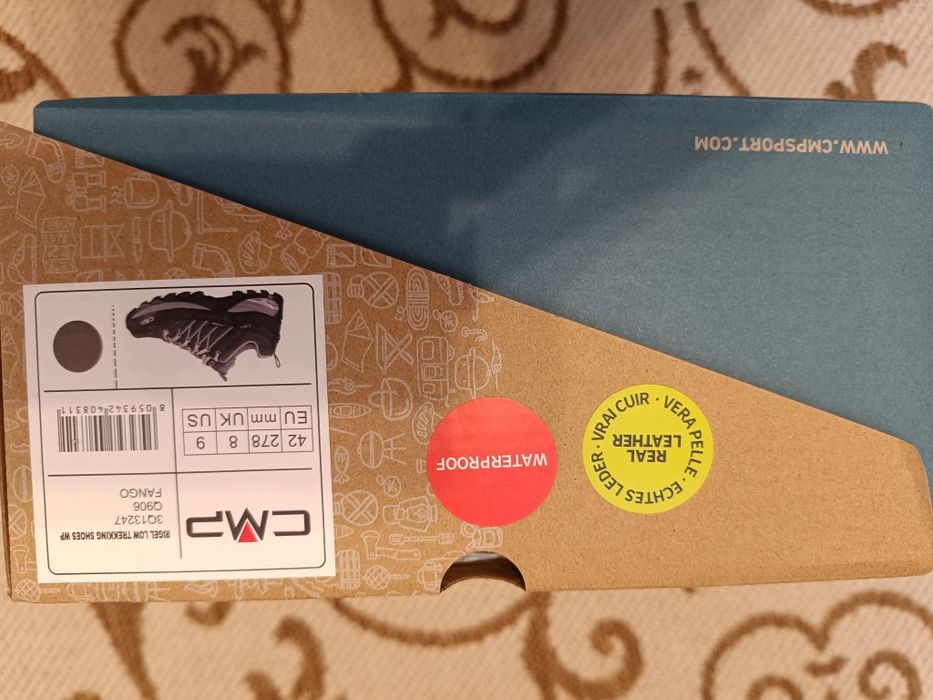 CMP
RIGEL LOW TREKKING SHOES WP
3Q13247
Q906
FANGO
EU mm UK US
42 278 8 9
8 059342 408311
WATERPROOF
VRAI CUIR · VERA PELLE · ECHTES LEDER ·
REAL
LEATHER
WWW.CMPSPORT.COM